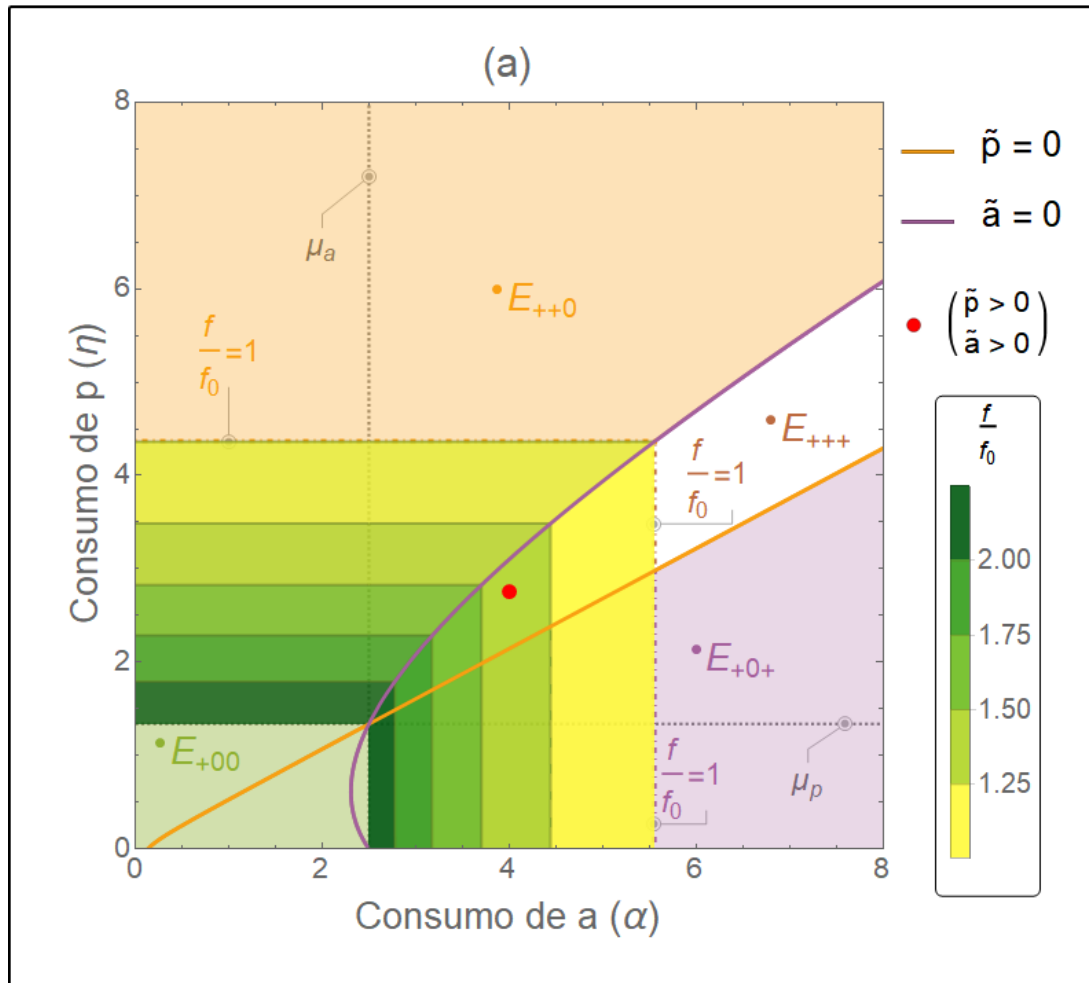 (a)
Consumo de p (η)
8
6
4
2
0
0
2
4
6
8
Consumo de a (α)
μₐ
E₊₊₀
f
f₀
=1
E₊₊₊
f
f₀
=1
E₊₀₊
E₊₀₀
f
f₀
=1
μₚ
p̃ = 0
ã = 0
p̃ > 0
ã > 0
f
f₀
2.00
1.75
1.50
1.25